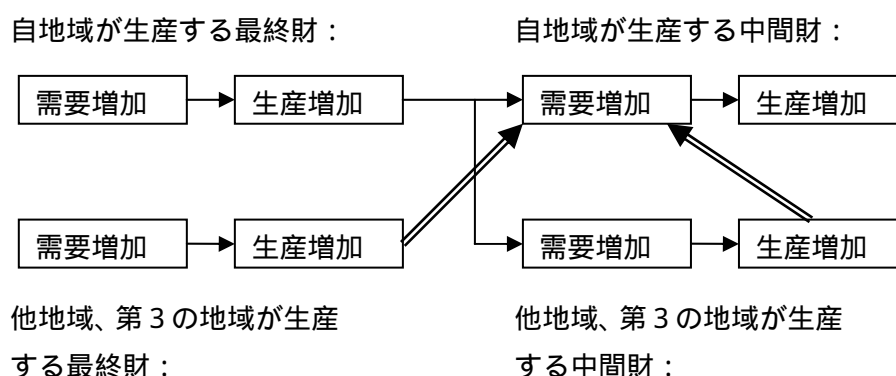 自地域が生産する最終財：
自地域が生産する中間財：
需要増加
生産増加
需要増加
生産増加
需要増加
生産増加
需要増加
生産増加
他地域、第３の地域が生産
する最終財：
他地域、第３の地域が生産
する中間財：